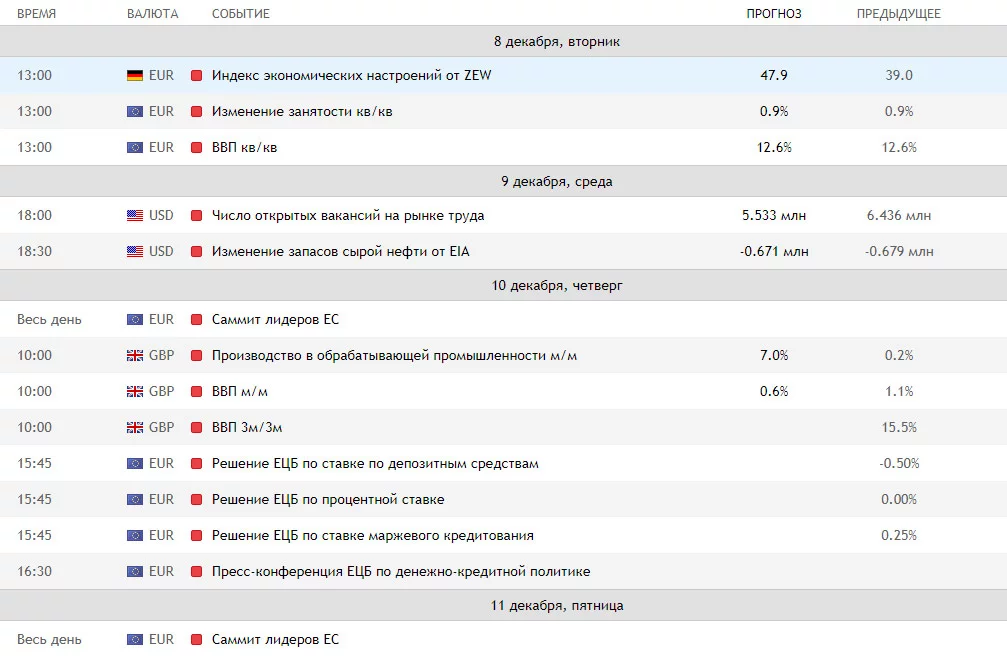 ВРЕМЯ ВАЛЮТА СОБЫТИЕ ПРОГНОЗ ПРЕДЫДУЩЕЕ
8 декабря, вторник
13:00 EUR Индекс экономических настроений от ZEW 47.9 39.0
13:00 EUR Изменение занятости кв/кв 0.9% 0.9%
13:00 EUR ВВП кв/кв 12.6% 12.6%
9 декабря, среда
18:00 USD Число открытых вакансий на рынке труда 5.533 млн 6.436 млн
18:30 USD Изменение запасов сырой нефти от EIA -0.671 млн -0.679 млн
10 декабря, четверг
Весь день EUR Саммит лидеров ЕС
10:00 GBP Производство в обрабатывающей промышленности м/м 7.0% 0.2%
10:00 GBP ВВП м/м 0.6% 1.1%
10:00 GBP ВВП 3м/3м 15.5%
15:45 EUR Решение ЕЦБ по ставке по депозитным средствам -0.50%
15:45 EUR Решение ЕЦБ по процентной ставке 0.00%
15:45 EUR Решение ЕЦБ по ставке маржевого кредитования 0.25%
16:30 EUR Пресс-конференция ЕЦБ по денежно-кредитной политике
11 декабря, пятница
Весь день EUR Саммит лидеров ЕС